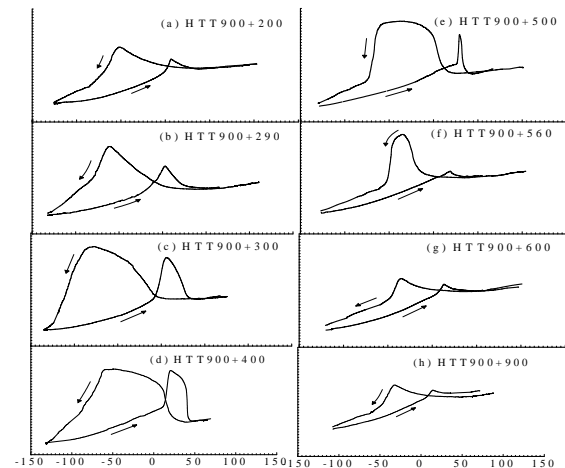 (a) HTT900+200
(b) HTT900+290
(c) HTT900+300
(d) HTT900+400
-150 -100 -50 0 50 100 150
(e) HTT900+500
(f) HTT900+560
(g) HTT900+600
(h) HTT900+900
-150 -100 -50 0 50 100 150